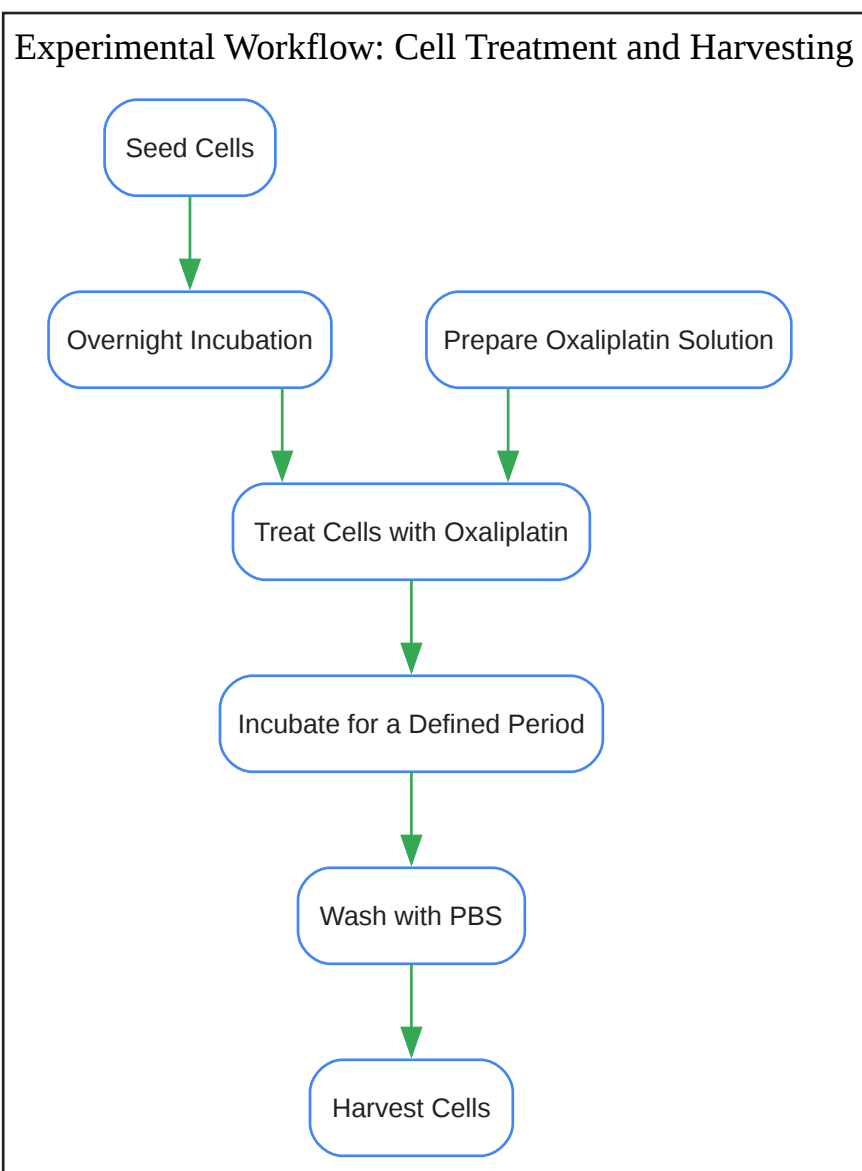 Experimental Workflow: Cell Treatment and Harvesting
Seed Cells
Overnight Incubation
Prepare Oxaliplatin Solution
Treat Cells with Oxaliplatin
Incubate for a Defined Period
Wash with PBS
Harvest Cells